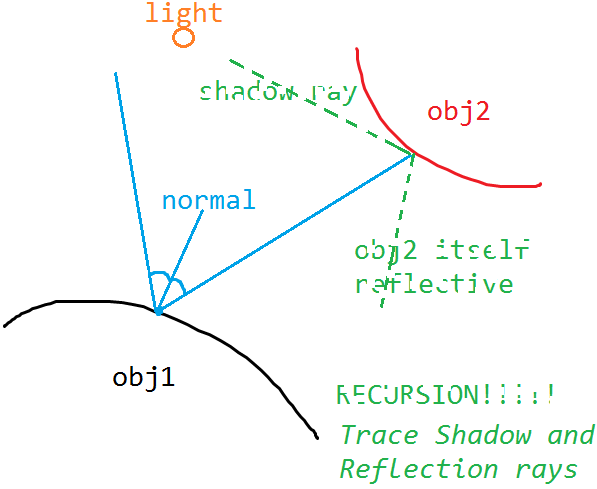 light
shadow ray
obj2
normal
obj2 itself
reflective
obj1
RECURSION!!!!!
Trace Shadow and
Reflection rays